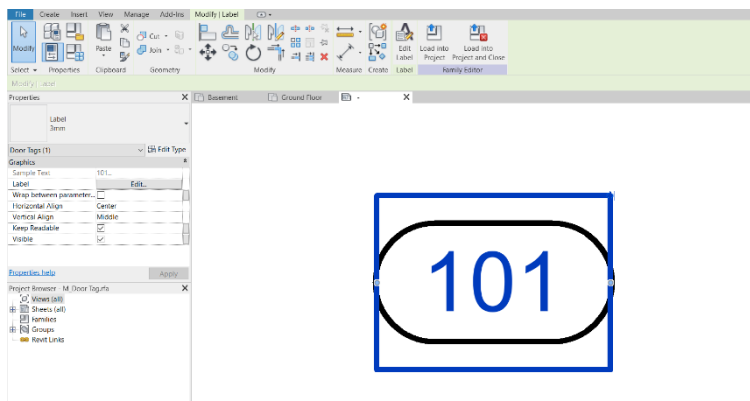 File Create Insert View Manage Add-Ins Modify | Label
Modify
Paste
Cut
Join
Edit Label
Load into Project
Load into Project and Close
Select Properties Clipboard Geometry Modify Measure Create Label Family Editor
Modify | Label
Properties
Label
3mm
Door Tags (1)
Edit Type
Graphics
Sample Text 101...
Label Edit...
Wrap between parameter...
Horizontal Align Center
Vertical Align Middle
Keep Readable
Visible
Properties help
Apply
Project Browser - M_Door Tag.rfa
Views (all)
Sheets (all)
Families
Groups
Revit Links
Basement
Ground Floor
-
101